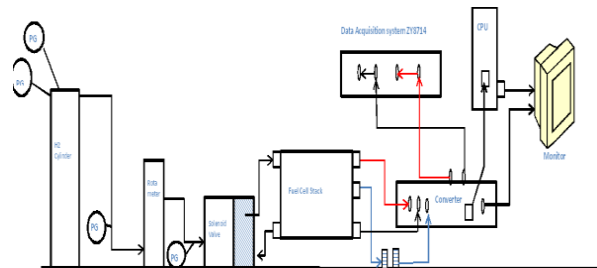 Data Acquisition system ZY8714
CPU
PG
PG
H2
Cylinder
Monitor
Rota
meter
Fuel Cell Stack
Converter
Solenoid
Valve
PG
PG